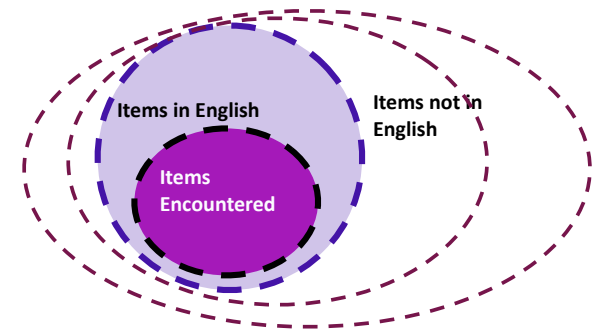 Items in English
Items not in
English
Items
Encountered